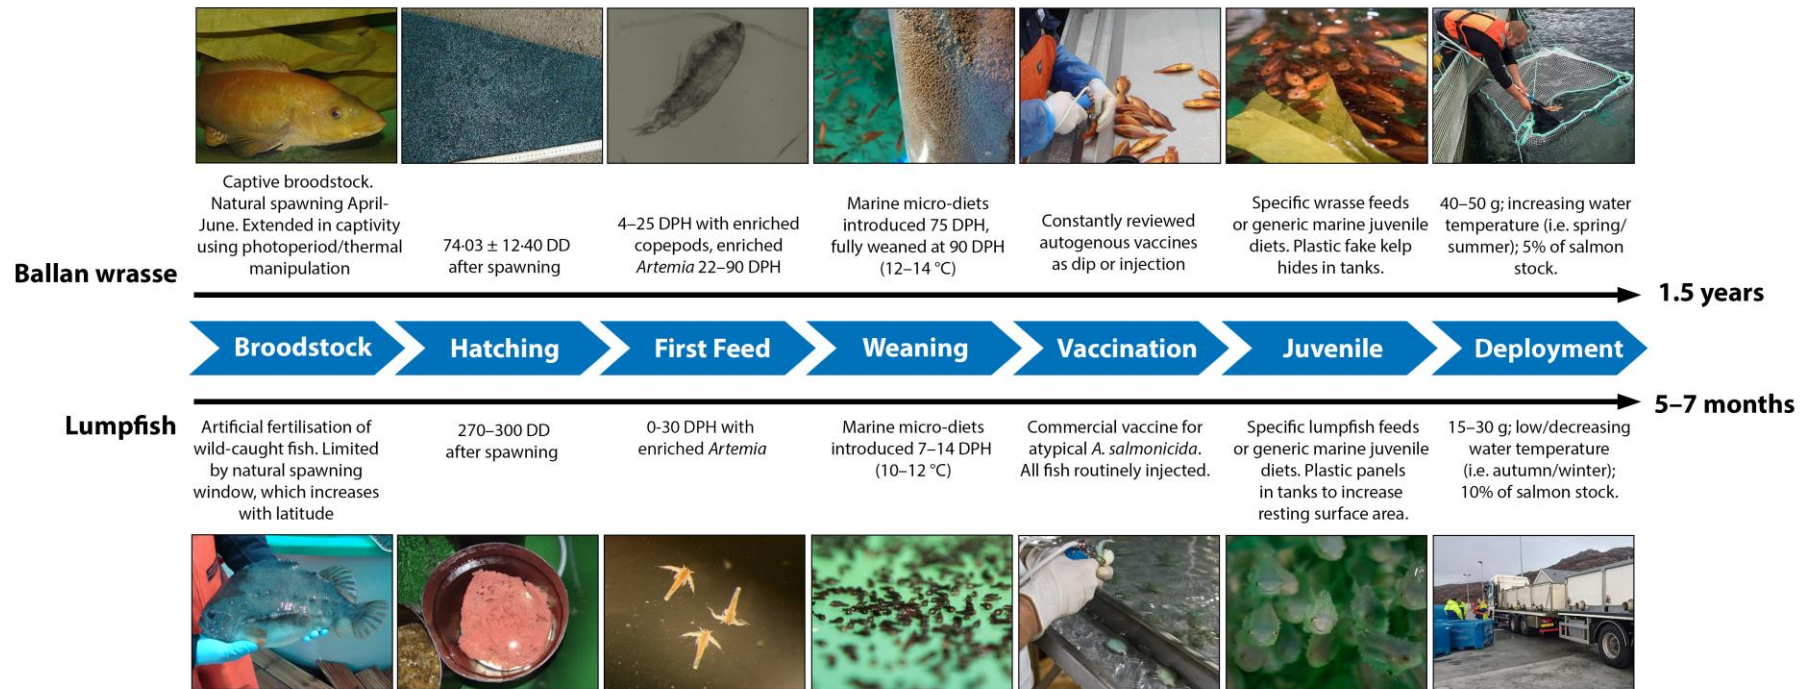 Captive broodstock.
Natural spawning April-
June. Extended in captivity
using photoperiod/thermal
manipulation
74·03 ± 12·40 DD
after spawning
4–25 DPH with enriched
copepods, enriched
Artemia 22–90 DPH
Marine micro-diets
introduced 75 DPH,
fully weaned at 90 DPH
(12–14 °C)
Constantly reviewed
autogenous vaccines
as dip or injection
Specific wrasse feeds
or generic marine juvenile
diets. Plastic fake kelp
hides in tanks.
40–50 g; increasing water
temperature (i.e. spring/
summer); 5% of salmon
stock.
Ballan wrasse
1.5 years
Broodstock
Hatching
First Feed
Weaning
Vaccination
Juvenile
Deployment
Lumpfish
5–7 months
Artificial fertilisation of
wild-caught fish. Limited
by natural spawning
window, which increases
with latitude
270–300 DD
after spawning
0-30 DPH with
enriched Artemia
Marine micro-diets
introduced 7–14 DPH
(10–12 °C)
Commercial vaccine for
atypical A. salmonicida.
All fish routinely injected.
Specific lumpfish feeds
or generic marine juvenile
diets. Plastic panels
in tanks to increase
resting surface area.
15–30 g; low/decreasing
water temperature
(i.e. autumn/winter);
10% of salmon stock.